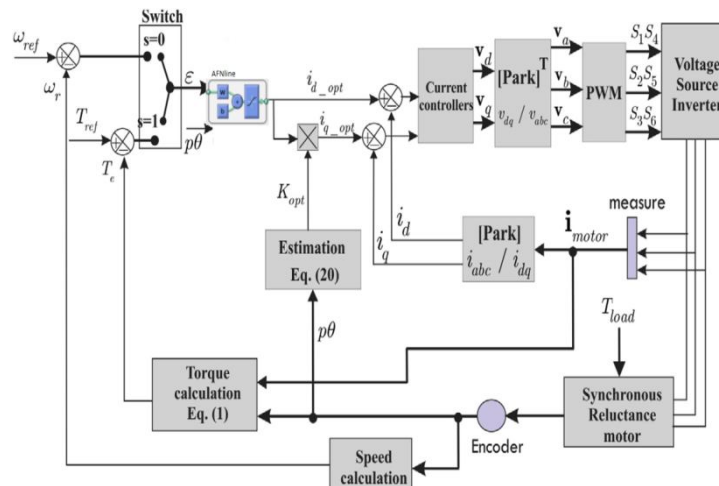 ω_ref
Switch
s=0
ω_r
T_ref
s=1
T_e
ε
pθ
AFNline
i_d_opt
i_q_opt
K_opt
Current
controllers
v_d
v_q
[Park]^T
v_dq / v_abc
v_a
v_b
v_c
PWM
S_1S_4
S_2S_5
S_3S_6
Voltage
Source
Inverter
measure
i_motor
[Park]
i_abc / i_dq
i_d
i_q
Estimation
Eq. (20)
pθ
T_load
Torque
calculation
Eq. (1)
Synchronous
Reluctance
motor
Encoder
Speed
calculation